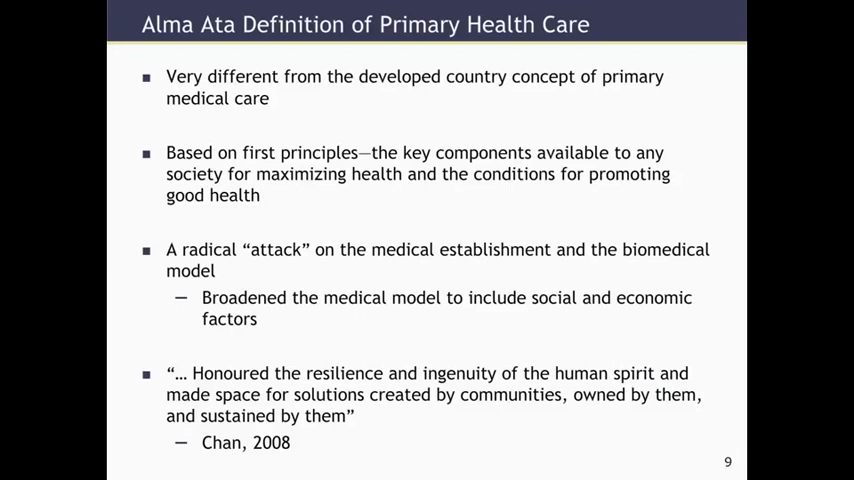 Alma Ata Definition of Primary Health Care
■ Very different from the developed country concept of primary
medical care
■ Based on first principles—the key components available to any
society for maximizing health and the conditions for promoting
good health
■ A radical “attack” on the medical establishment and the biomedical
model
— Broadened the medical model to include social and economic
factors
■ “… Honoured the resilience and ingenuity of the human spirit and
made space for solutions created by communities, owned by them,
and sustained by them”
— Chan, 2008
9